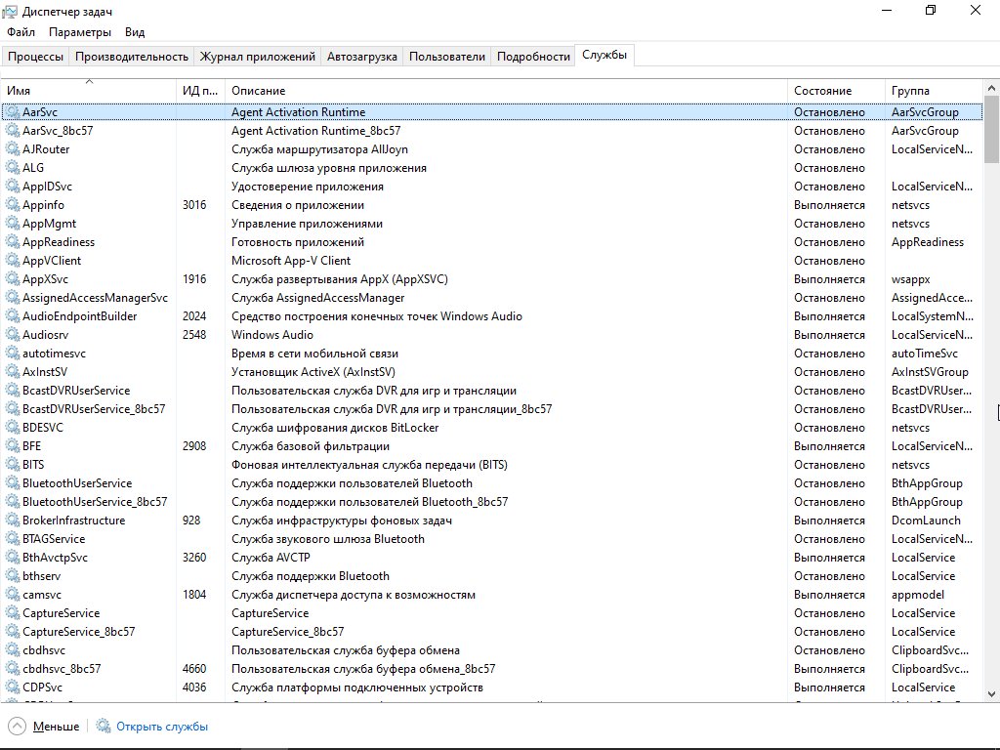 Диспетчер задач
Файл Параметры Вид
Процессы Производительность Журнал приложений Автозагрузка Пользователи Подробности Службы
Имя ИД п... Описание Состояние Группа
AarSvc Agent Activation Runtime Остановлено AarSvcGroup
AarSvc_8bc57 Agent Activation Runtime_8bc57 Остановлено AarSvcGroup
AJRouter Служба маршрутизатора AllJoyn Остановлено LocalServiceN...
ALG Служба шлюза уровня приложения Остановлено
AppIDSvc Удостоверение приложения Остановлено LocalServiceN...
Appinfo 3016 Сведения о приложении Выполняется netsvcs
AppMgmt Управление приложениями Остановлено netsvcs
AppReadiness Готовность приложений Остановлено AppReadiness
AppVClient Microsoft App-V Client Остановлено
AppXSvc 1916 Служба развертывания AppX (AppXSVC) Выполняется wsappx
AssignedAccessManagerSvc Служба AssignedAccessManager Остановлено AssignedAcce...
AudioEndpointBuilder 2024 Средство построения конечных точек Windows Audio Выполняется LocalSystemN...
Audiosrv 2548 Windows Audio Выполняется LocalServiceN...
autotimesvc Время в сети мобильной связи Остановлено autoTimeSvc
AxInstSV Установщик ActiveX (AxInstSV) Остановлено AxInstSVGroup
BcastDVRUserService Пользовательская служба DVR для игр и трансляции Остановлено BcastDVRUser...
BcastDVRUserService_8bc57 Пользовательская служба DVR для игр и трансляции_8bc57 Остановлено BcastDVRUser...
BDESVC Служба шифрования дисков BitLocker Остановлено netsvcs
BFE 2908 Служба базовой фильтрации Выполняется LocalServiceN...
BITS Фоновая интеллектуальная служба передачи (BITS) Остановлено netsvcs
BluetoothUserService Служба поддержки пользователей Bluetooth Остановлено BthAppGroup
BluetoothUserService_8bc57 Служба поддержки пользователей Bluetooth_8bc57 Остановлено BthAppGroup
BrokerInfrastructure 928 Служба инфраструктуры фоновых задач Выполняется DcomLaunch
BTAGService Служба звукового шлюза Bluetooth Остановлено LocalServiceN...
BthAvctpSvc 3260 Служба AVCTP Выполняется LocalService
bthserv Служба поддержки Bluetooth Остановлено LocalService
camsvc 1804 Служба диспетчера доступа к возможностям Выполняется appmodel
CaptureService CaptureService Остановлено LocalService
CaptureService_8bc57 CaptureService_8bc57 Остановлено LocalService
cbdhsvc Пользовательская служба буфера обмена Остановлено ClipboardSvc...
cbdhsvc_8bc57 4660 Пользовательская служба буфера обмена_8bc57 Выполняется ClipboardSvc...
CDPSvc 4036 Служба платформы подключенных устройств Выполняется LocalService
Меньше Открыть службы